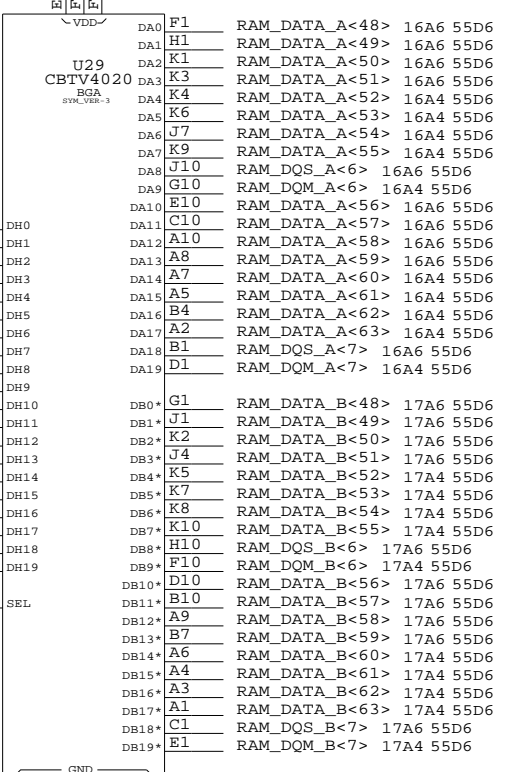 VDD
U29
CBTV4020
BGA
SYM_VER-3
DA0 F1 RAM_DATA_A<48> 16A6 55D6
DA1 H1 RAM_DATA_A<49> 16A6 55D6
DA2 K1 RAM_DATA_A<50> 16A6 55D6
DA3 K3 RAM_DATA_A<51> 16A6 55D6
DA4 K4 RAM_DATA_A<52> 16A4 55D6
DA5 K6 RAM_DATA_A<53> 16A4 55D6
DA6 J7 RAM_DATA_A<54> 16A4 55D6
DA7 K9 RAM_DATA_A<55> 16A4 55D6
DA8 J10 RAM_DQS_A<6> 16A6 55D6
DA9 G10 RAM_DQM_A<6> 16A4 55D6
DA10 E10 RAM_DATA_A<56> 16A6 55D6
DH0 DA11 C10 RAM_DATA_A<57> 16A6 55D6
DH1 DA12 A10 RAM_DATA_A<58> 16A6 55D6
DH2 DA13 A8 RAM_DATA_A<59> 16A6 55D6
DH3 DA14 A7 RAM_DATA_A<60> 16A4 55D6
DH4 DA15 A5 RAM_DATA_A<61> 16A4 55D6
DH5 DA16 B4 RAM_DATA_A<62> 16A4 55D6
DH6 DA17 A2 RAM_DATA_A<63> 16A4 55D6
DH7 DA18 B1 RAM_DQS_A<7> 16A6 55D6
DH8 DA19 D1 RAM_DQM_A<7> 16A4 55D6
DH9
DH10 DB0* G1 RAM_DATA_B<48> 17A6 55D6
DH11 DB1* J1 RAM_DATA_B<49> 17A6 55D6
DH12 DB2* K2 RAM_DATA_B<50> 17A6 55D6
DH13 DB3* J4 RAM_DATA_B<51> 17A6 55D6
DH14 DB4* K5 RAM_DATA_B<52> 17A4 55D6
DH15 DB5* K7 RAM_DATA_B<53> 17A4 55D6
DH16 DB6* K8 RAM_DATA_B<54> 17A4 55D6
DH17 DB7* K10 RAM_DATA_B<55> 17A4 55D6
DH18 DB8* H10 RAM_DQS_B<6> 17A6 55D6
DH19 DB9* F10 RAM_DQM_B<6> 17A4 55D6
DB10* D10 RAM_DATA_B<56> 17A6 55D6
SEL DB11* B10 RAM_DATA_B<57> 17A6 55D6
DB12* A9 RAM_DATA_B<58> 17A6 55D6
DB13* B7 RAM_DATA_B<59> 17A6 55D6
DB14* A6 RAM_DATA_B<60> 17A4 55D6
DB15* A4 RAM_DATA_B<61> 17A4 55D6
DB16* A3 RAM_DATA_B<62> 17A4 55D6
DB17* A1 RAM_DATA_B<63> 17A4 55D6
DB18* C1 RAM_DQS_B<7> 17A6 55D6
DB19* E1 RAM_DQM_B<7> 17A4 55D6
GND